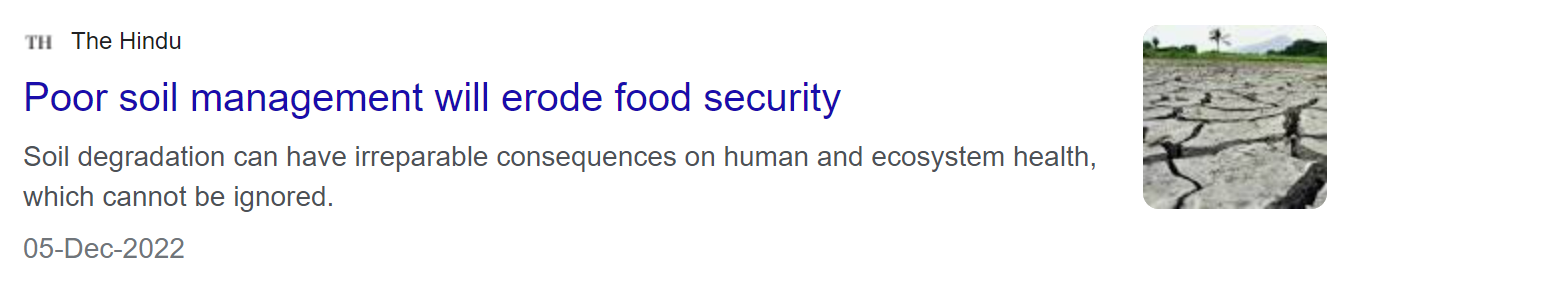 TH The Hindu
Poor soil management will erode food security
Soil degradation can have irreparable consequences on human and ecosystem health,
which cannot be ignored.
05-Dec-2022